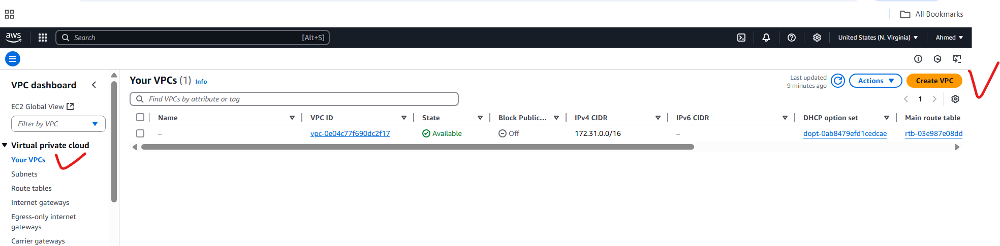 All Bookmarks
aws Search [Alt+S] United States (N. Virginia) Ahmed
VPC dashboard
EC2 Global View
Filter by VPC
Virtual private cloud
Your VPCs
Subnets
Route tables
Internet gateways
Egress-only internet
gateways
Carrier gateways
Your VPCs (1) Info
Last updated
9 minutes ago
Actions
Create VPC
Find VPCs by attribute or tag
1
Name VPC ID State Block Public... IPv4 CIDR IPv6 CIDR DHCP option set Main route table
– vpc-0e04c77f690dc2f17 Available Off 172.31.0.0/16 – dopt-0ab8479efd1cedcae rtb-03e987e08dd